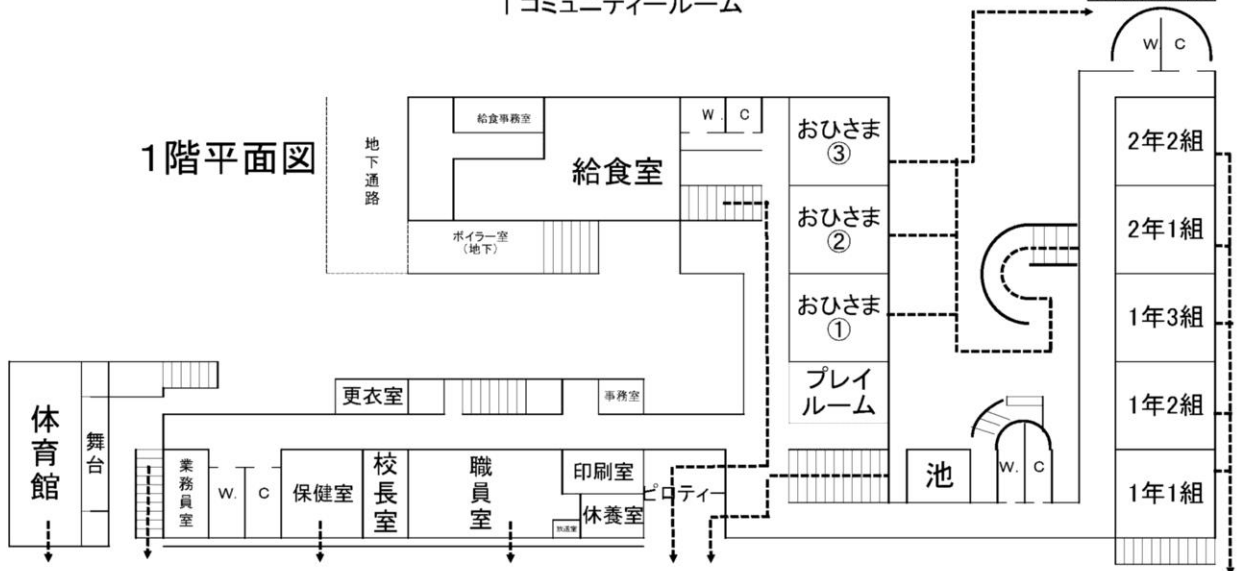 1コミュニティールーム
W. C
1階平面図
地下通路
給食事務室
給食室
W. C
おひさま
③
2年2組
ボイラー室
(地下)
おひさま
②
2年1組
おひさま
①
1年3組
プレイ
ルーム
1年2組
体育館
舞台
更衣室
事務室
業務員室
W. C
保健室
校長室
職員室
印刷室
休養室
放送室
ピロティー
池
W. C
1年1組